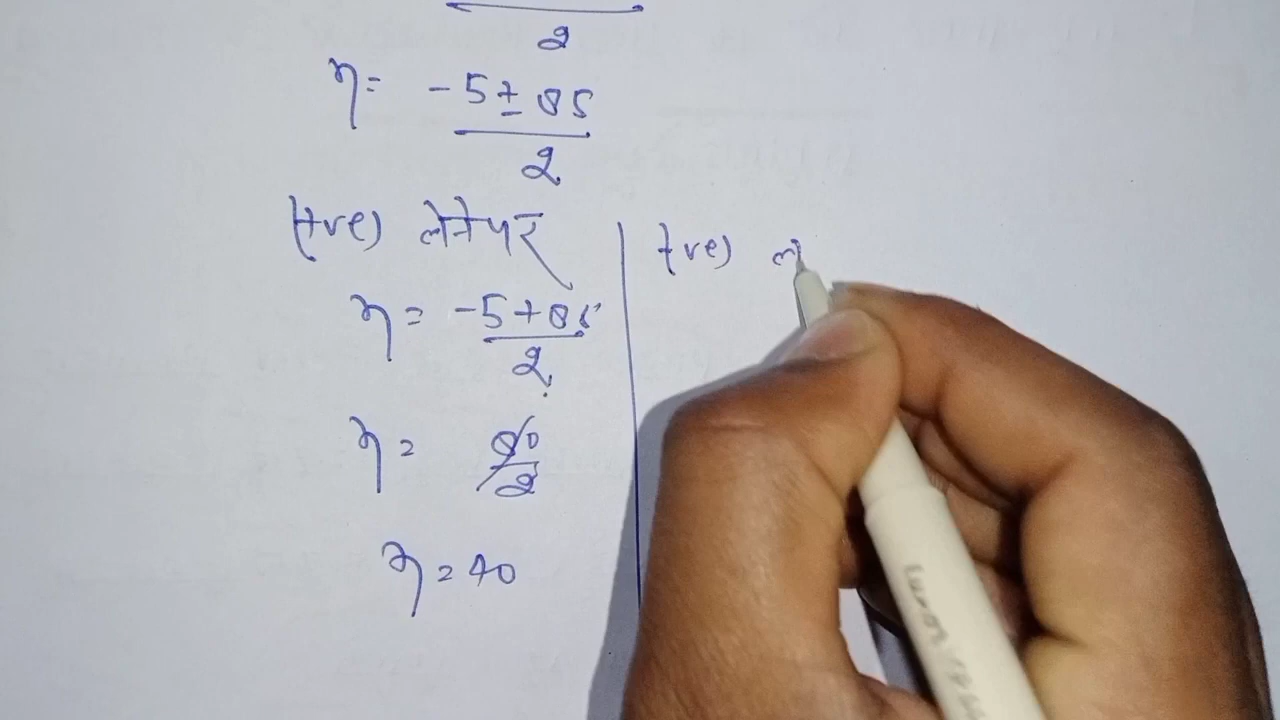 2
η = -5 ± 85
2
(+ve) लेने पर
η = -5 + 85
2
η = 80
2
η = 40
+ve) ल